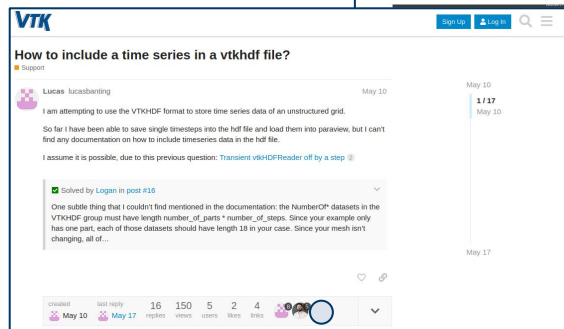 VTK
Sign Up
Log In
How to include a time series in a vtkhdf file?
Support
Lucas lucasbanting
May 10
I am attempting to use the VTKHDF format to store time series data of an unstructured grid.
So far I have been able to save single timesteps into the hdf file and load them into paraview, but I can't
find any documentation on how to include timeseries data in the hdf file.
I assume it is possible, due to this previous question: Transient vtkHDFReader off by a step 2
Solved by Logan in post #16
One subtle thing that I couldn't find mentioned in the documentation: the NumberOf* datasets in the
VTKHDF group must have length number_of_parts * number_of_steps. Since your example only
has one part, each of those datasets should have length 18 in your case. Since your mesh isn't
changing, all of…
May 10
1 / 17
May 10
May 17
created
May 10
last reply
May 17
16
replies
150
views
5
users
2
likes
4
links